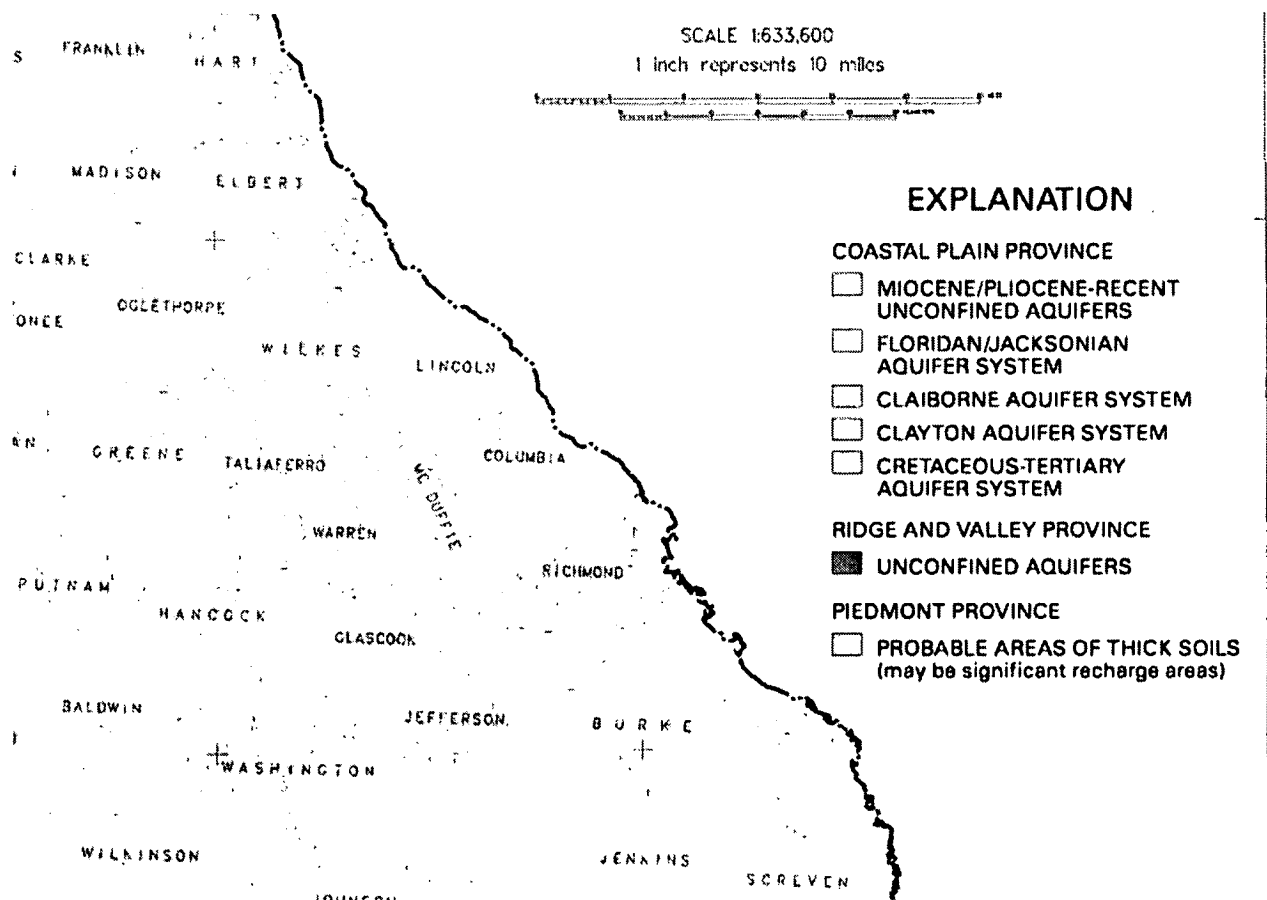 SCALE 1:633,600
1 inch represents 10 miles
FRANKLIN
HART
S
MADISON
ELBERT
CLARKE
OGLETHORPE
ONEE
WILKES
LINCOLN
GREENE
TALIAFERRO
MC DUFFIE
COLUMBIA
WARREN
RICHMOND
PUTNAM
HANCOCK
GLASCOCK
BALDWIN
JEFFERSON
BURKE
WASHINGTON
WILKINSON
JENKINS
SCREVEN
JOHNSON
EXPLANATION
COASTAL PLAIN PROVINCE
MIOCENE/PLIOCENE-RECENT
UNCONFINED AQUIFERS
FLORIDAN/JACKSONIAN
AQUIFER SYSTEM
CLAIBORNE AQUIFER SYSTEM
CLAYTON AQUIFER SYSTEM
CRETACEOUS-TERTIARY
AQUIFER SYSTEM
RIDGE AND VALLEY PROVINCE
UNCONFINED AQUIFERS
PIEDMONT PROVINCE
PROBABLE AREAS OF THICK SOILS
(may be significant recharge areas)